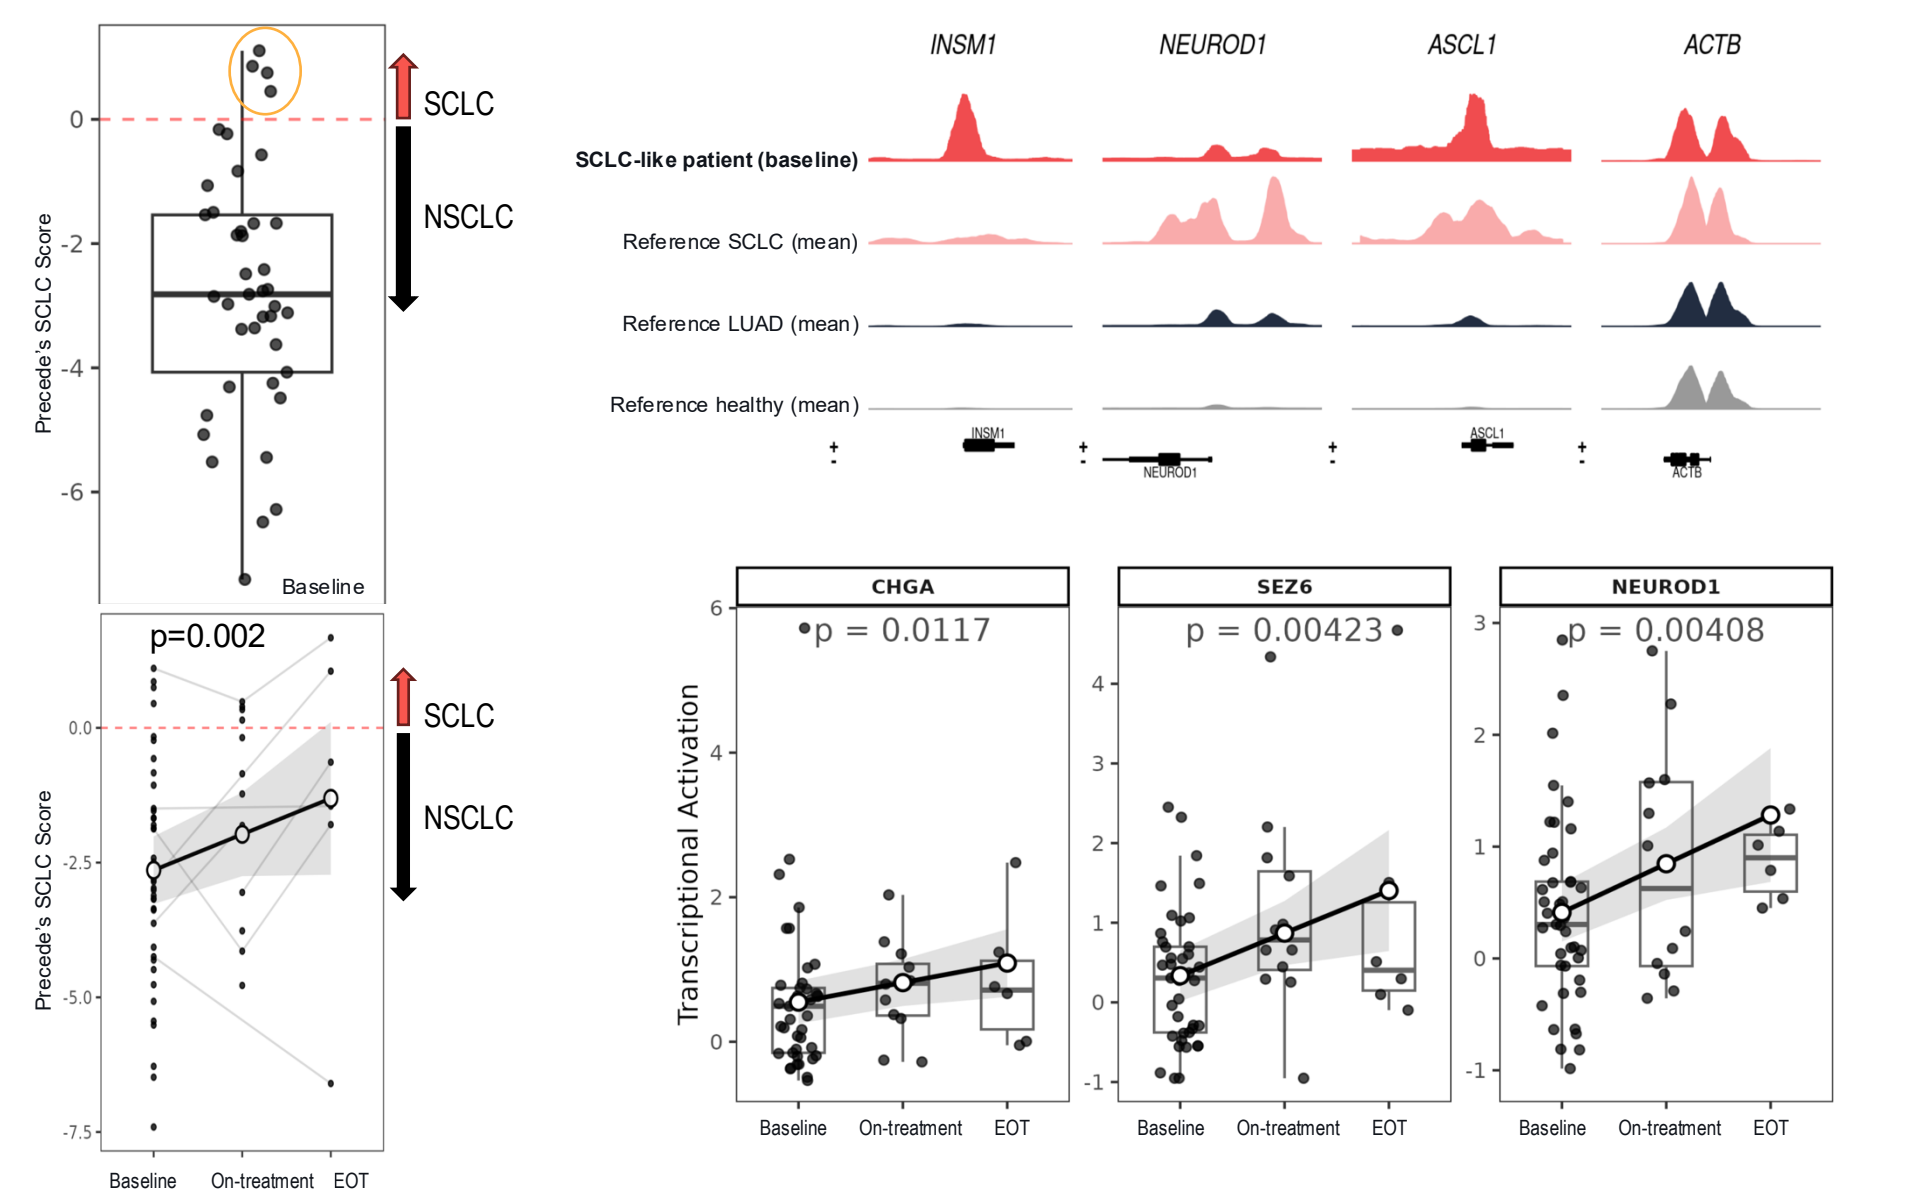 Precede's SCLC Score
0
-2
-4
-6
Baseline
SCLC
NSCLC
INSM1 NEUROD1 ASCL1 ACTB
SCLC-like patient (baseline)
Reference SCLC (mean)
Reference LUAD (mean)
Reference healthy (mean)
+ + + +
- - - -
INSM1
NEUROD1
ASCL1
ACTB
Precede's SCLC Score
p=0.002
0.0
-2.5
-5.0
-7.5
Baseline On-treatment EOT
SCLC
NSCLC
Transcriptional Activation
CHGA
p = 0.0117
6
4
2
0
Baseline On-treatment EOT
SEZ6
p = 0.00423
4
3
2
1
0
-1
Baseline On-treatment EOT
NEUROD1
p = 0.00408
3
2
1
0
-1
Baseline On-treatment EOT